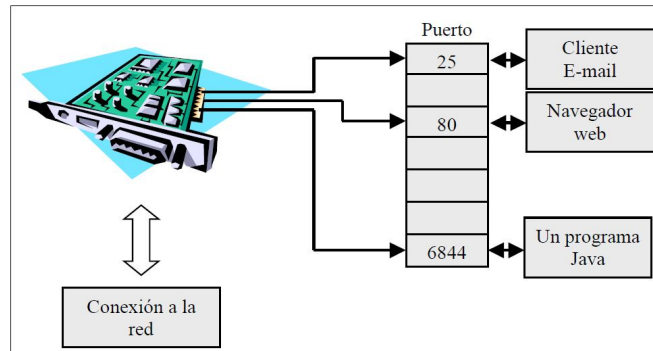 Puerto
25
Cliente
E-mail
80
Navegador
web
6844
Un programa
Java
Conexión a la
red